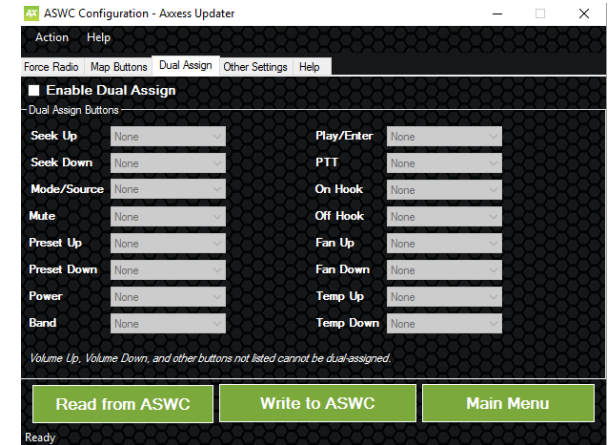 AX ASWC Configuration - Axxess Updater
Action Help
Force Radio Map Buttons Dual Assign Other Settings Help
Enable Dual Assign
Dual Assign Buttons
Seek Up None Play/Enter None
Seek Down None PTT None
Mode/Source None On Hook None
Mute None Off Hook None
Preset Up None Fan Up None
Preset Down None Fan Down None
Power None Temp Up None
Band None Temp Down None
Volume Up, Volume Down, and other buttons not listed cannot be dual-assigned.
Read from ASWC Write to ASWC Main Menu
Ready